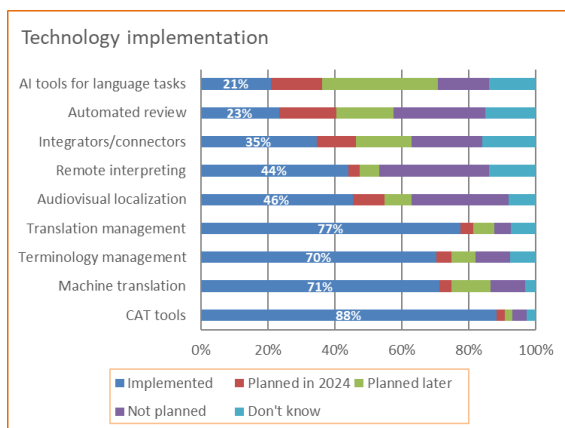 Technology implementation
AI tools for language tasks 21%
Automated review 23%
Integrators/connectors 35%
Remote interpreting 44%
Audiovisual localization 46%
Translation management 77%
Terminology management 70%
Machine translation 71%
CAT tools 88%
0% 20% 40% 60% 80% 100%
Implemented Planned in 2024 Planned later
Not planned Don't know